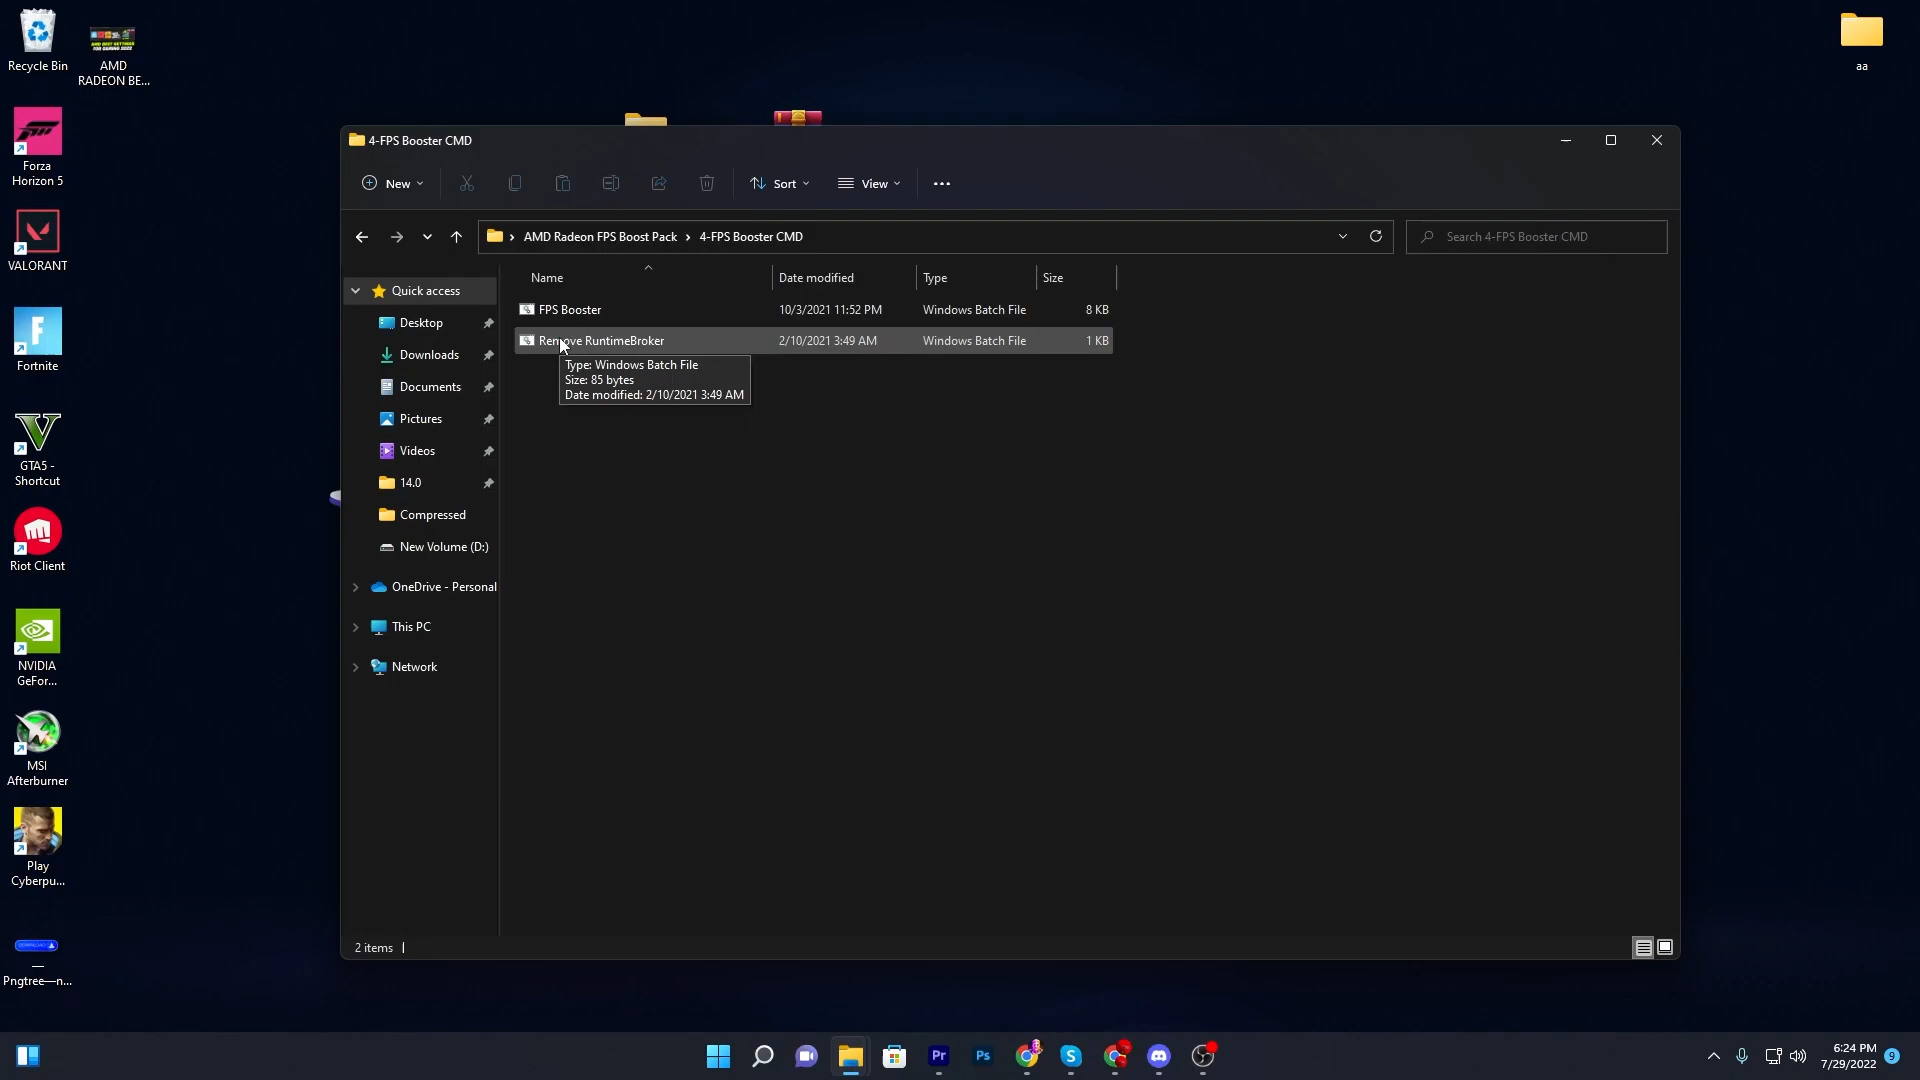 Recycle Bin
AMD
RADEON BE...
aa
Forza
Horizon 5
VALORANT
Fortnite
GTA5 -
Shortcut
Riot Client
NVIDIA
GeFor...
MSI
Afterburner
Play
Cyberpu...
—
Pngtree—n...
4-FPS Booster CMD
New
Sort
View
AMD Radeon FPS Boost Pack > 4-FPS Booster CMD
Search 4-FPS Booster CMD
Quick access
Desktop
Downloads
Documents
Pictures
Videos
14.0
Compressed
New Volume (D:)
OneDrive - Personal
This PC
Network
Name Date modified Type Size
FPS Booster 10/3/2021 11:52 PM Windows Batch File 8 KB
Remove RuntimeBroker 2/10/2021 3:49 AM Windows Batch File 1 KB
Type: Windows Batch File
Size: 85 bytes
Date modified: 2/10/2021 3:49 AM
2 items
Pr
Ps
6:24 PM
7/29/2022
9